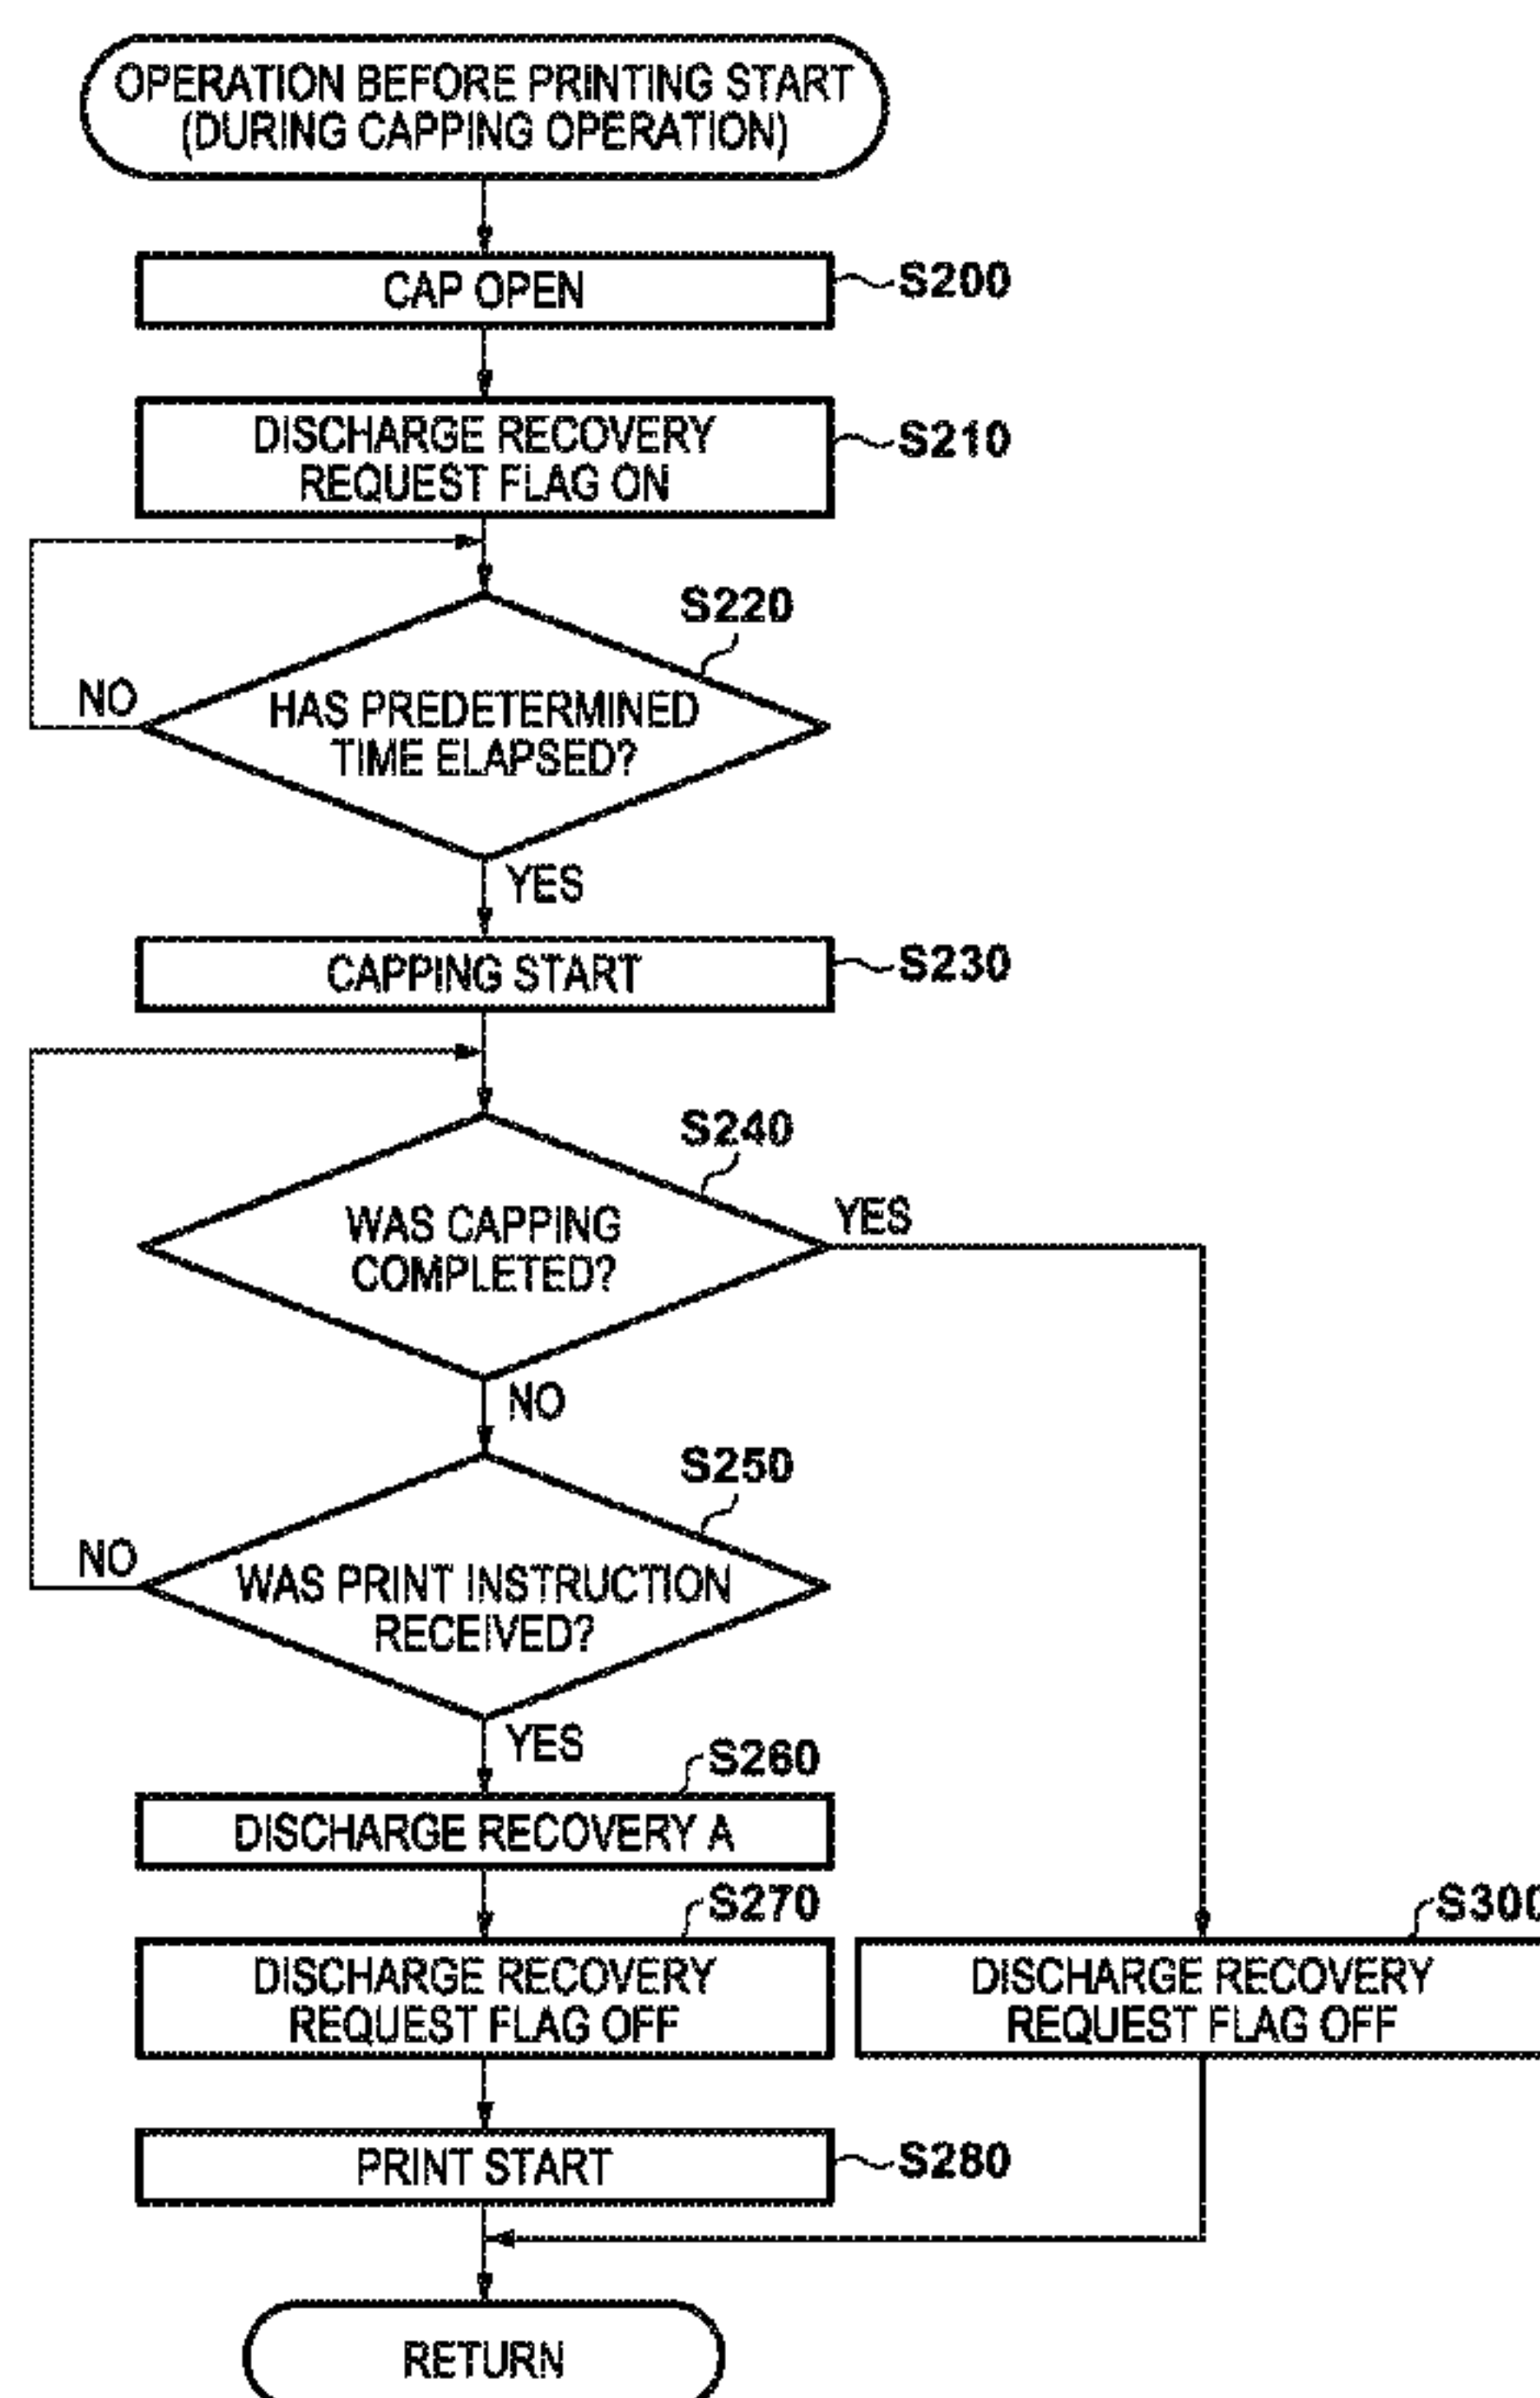 OPERATION BEFORE PRINTING START
(DURING CAPPING OPERATION)
CAP OPEN
S200
DISCHARGE RECOVERY
REQUEST FLAG ON
S210
S220
NO
HAS PREDETERMINED
TIME ELAPSED?
YES
CAPPING START
S230
S240
YES
WAS CAPPING
COMPLETED?
NO
S250
NO
WAS PRINT INSTRUCTION
RECEIVED?
YES
S260
DISCHARGE RECOVERY A
S270
DISCHARGE RECOVERY
REQUEST FLAG OFF
S300
DISCHARGE RECOVERY
REQUEST FLAG OFF
PRINT START
S280
RETURN